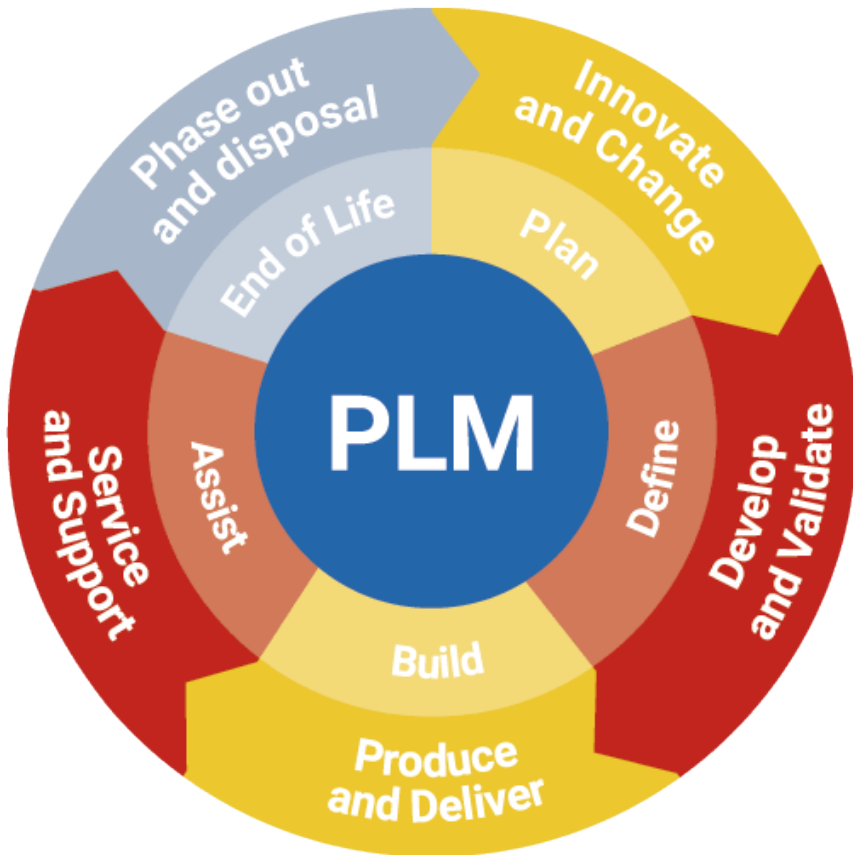 PLM
Innovate
and Change
Plan
Develop
and Validate
Define
Produce
and Deliver
Build
Service
and Support
Assist
Phase out
and disposal
End of Life